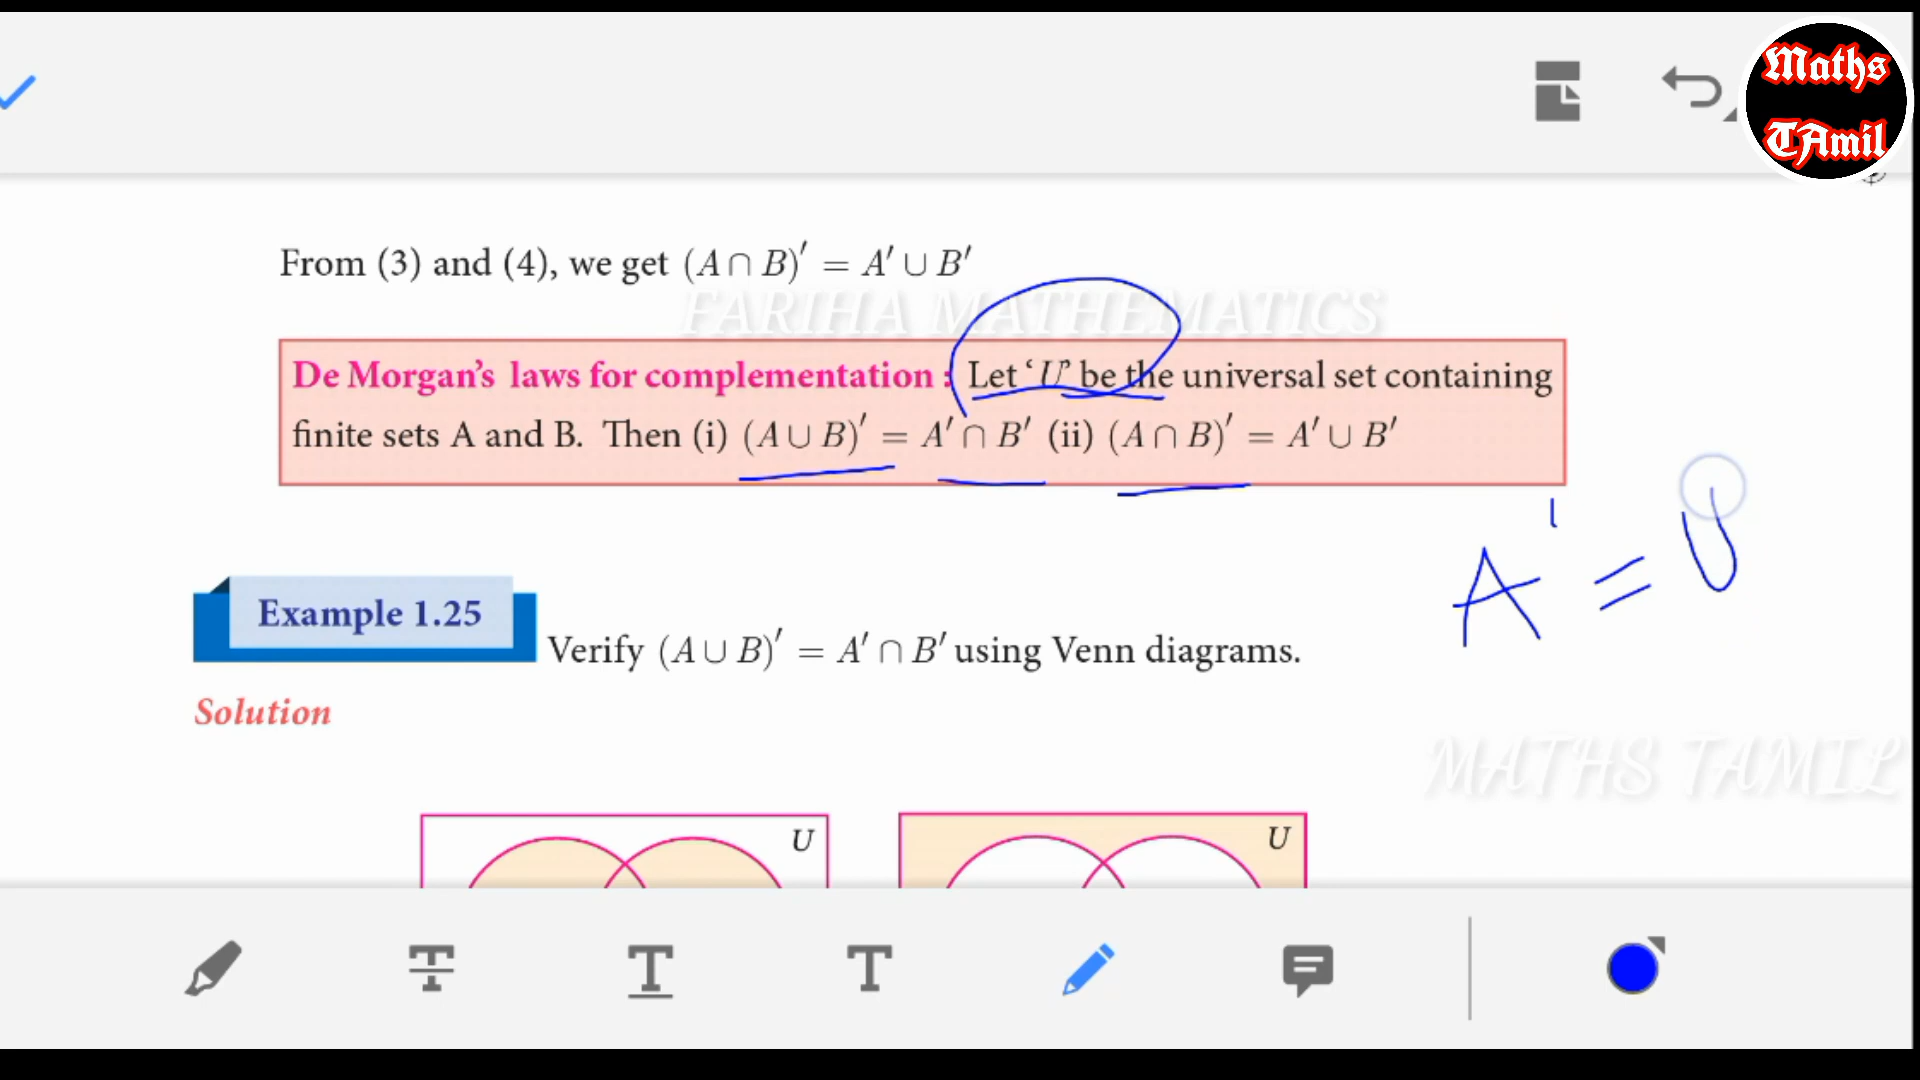 Maths
TAmil
From (3) and (4), we get (A ∩ B)′ = A′ ∪ B′
FARIHA MATHEMATICS
De Morgan’s laws for complementation : Let ‘U’ be the universal set containing
finite sets A and B. Then (i) (A ∪ B)′ = A′ ∩ B′ (ii) (A ∩ B)′ = A′ ∪ B′
A' = U
Example 1.25
Verify (A ∪ B)′ = A′ ∩ B′ using Venn diagrams.
Solution
MATHS TAMIL
U
U